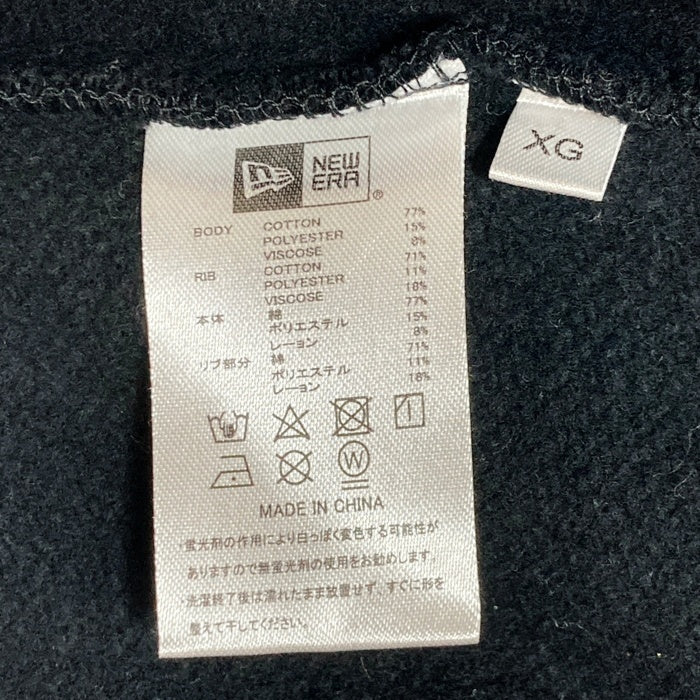 NEW ERA®
XG
BODY COTTON 77%
POLYESTER 15%
VISCOSE 8%
RIB COTTON 71%
POLYESTER 11%
VISCOSE 18%
本体 綿 77%
ポリエステル 15%
レーヨン 8%
リブ部分 綿 71%
ポリエステル 11%
レーヨン 18%
W
MADE IN CHINA
・蛍光剤の作用により白っぽく変色する可能性が
ありますので無蛍光剤の使用をお勧めします。
・洗濯終了後は濡れたまま放置せず、すぐに形を
整えて干してください。